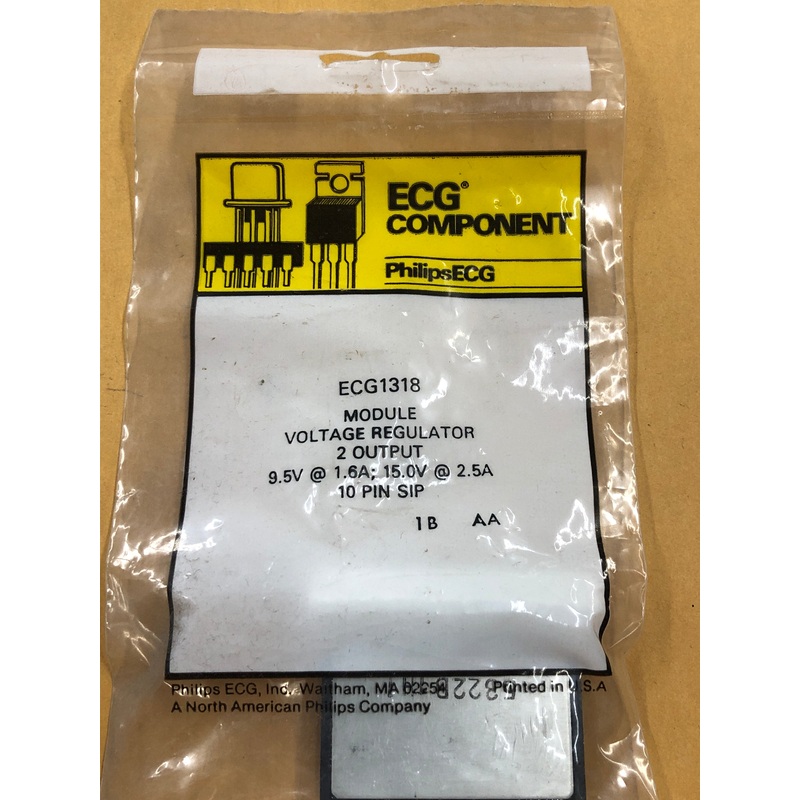 ECG®
COMPONENT
PhilipsECG
ECG1318
MODULE
VOLTAGE REGULATOR
2 OUTPUT
9.5V @ 1.6A; 15.0V @ 2.5A
10 PIN SIP
1B AA
Philips ECG, Inc. Waltham, MA 02254 Printed in U.S.A
A North American Philips Company